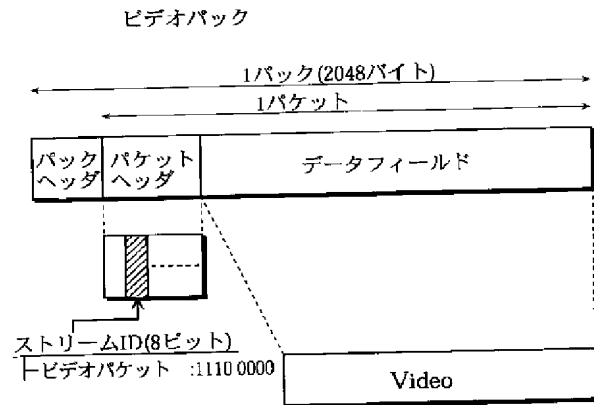 ビデオパック
1パック(2048バイト)
1パケット
パック
ヘッダ
パケット
ヘッダ
データフィールド
ストリームID(8ビット)
ビデオパケット :1110 0000
Video